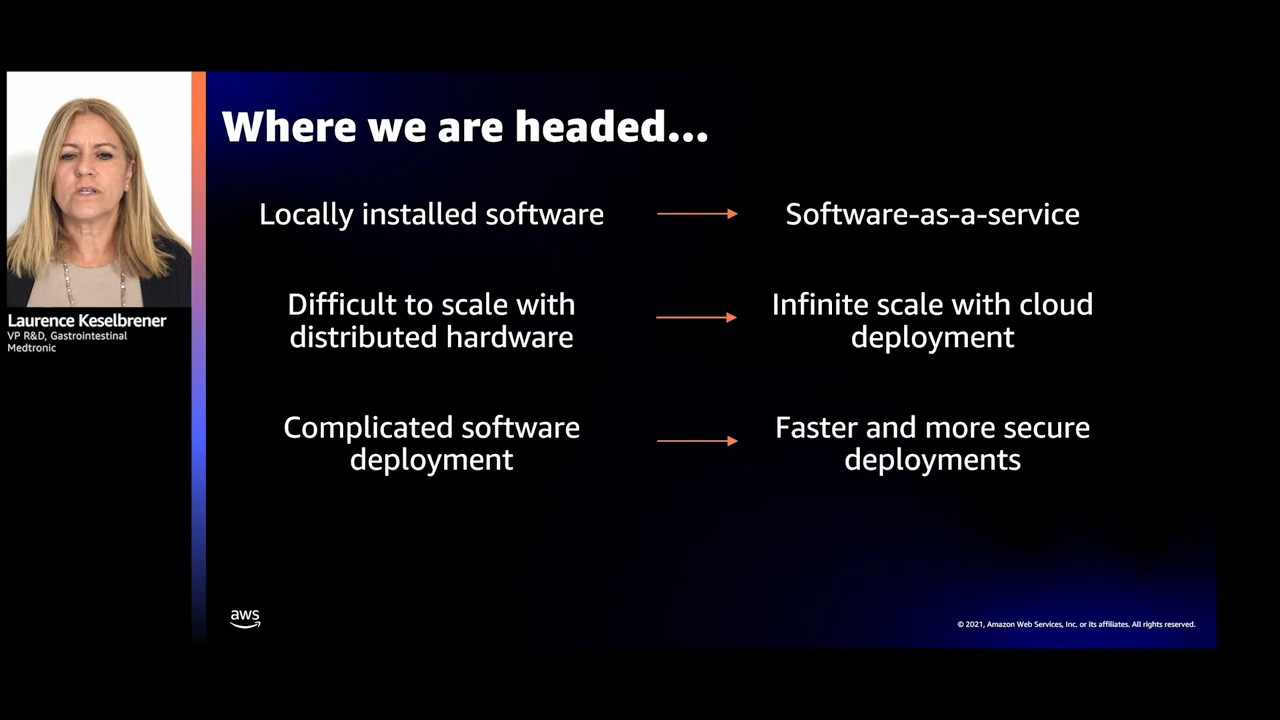 Where we are headed...
Locally installed software
Software-as-a-service
Difficult to scale with
distributed hardware
Infinite scale with cloud
deployment
Complicated software
deployment
Faster and more secure
deployments
Laurence Keselbrener
VP R&D, Gastrointestinal
Medtronic
aws
© 2021, Amazon Web Services, Inc. or its affiliates. All rights reserved.